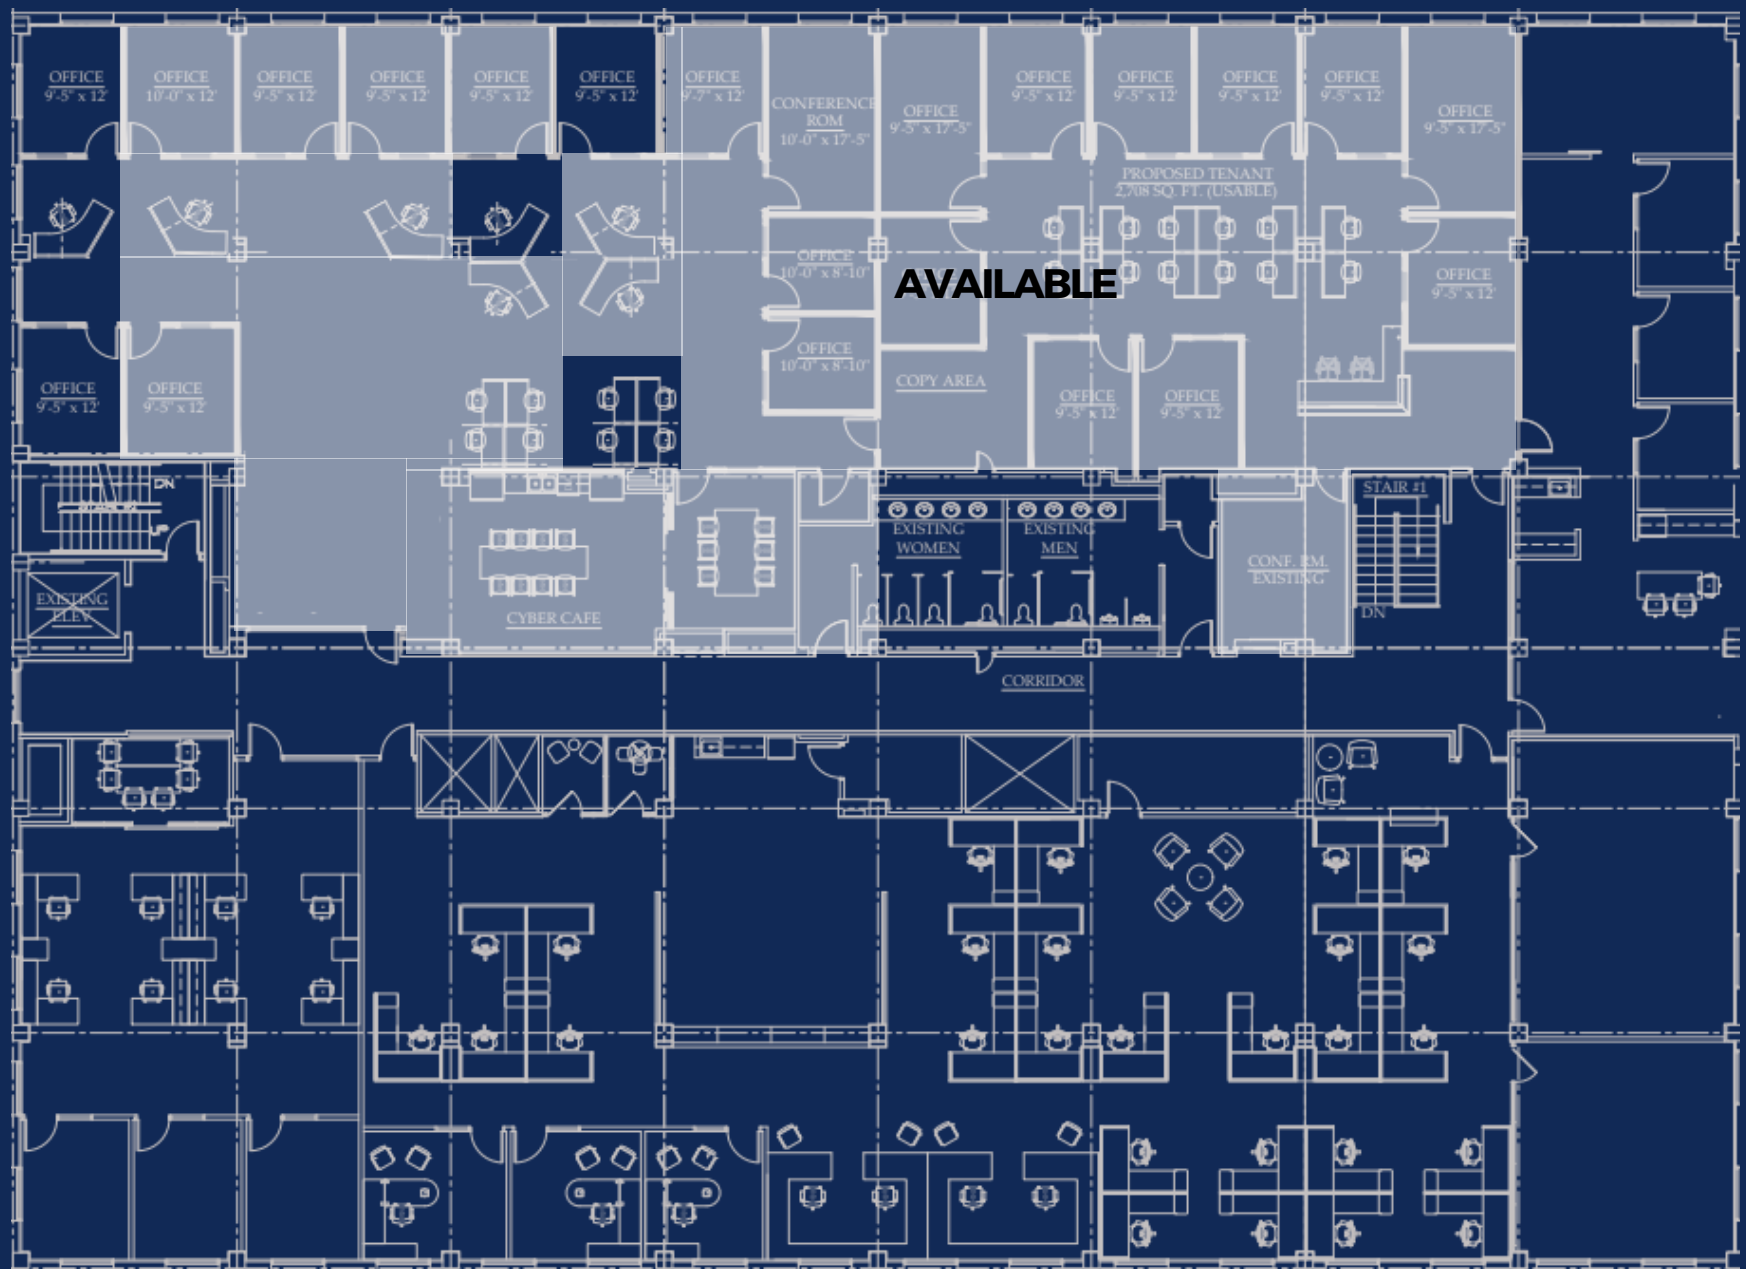 OFFICE
9'-5" x 12'
OFFICE
10'-0" x 12'
OFFICE
9'-5" x 12'
OFFICE
9'-5" x 12'
OFFICE
9'-5" x 12'
OFFICE
9'-5" x 12'
OFFICE
9'-7" x 12'
CONFERENCE
ROM
10'-0" x 17'-5"
OFFICE
9'-5" x 17'-5"
OFFICE
9'-5" x 12'
OFFICE
9'-5" x 12'
OFFICE
9'-5" x 12'
OFFICE
9'-5" x 12'
OFFICE
9'-5" x 17'-5"
PROPOSED TENANT
2,708 SQ. FT. (USABLE)
OFFICE
10'-0" x 8'-10"
AVAILABLE
OFFICE
9'-5" x 12'
OFFICE
10'-0" x 8'-10"
COPY AREA
OFFICE
9'-5" x 12'
OFFICE
9'-5" x 12'
OFFICE
9'-5" x 12'
OFFICE
9'-5" x 12'
DN
UP
STAIR #1
EXISTING
WOMEN
EXISTING
MEN
CONF. RM.
EXISTING
EXISTING
ELEV
CYBER CAFE
DN
CORRIDOR